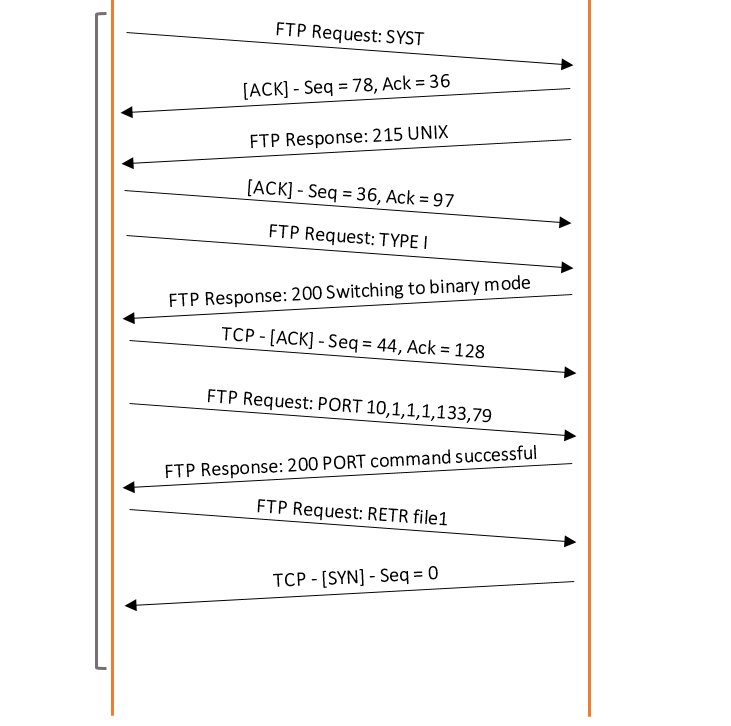 FTP Request: SYST
[ACK] - Seq = 78, Ack = 36
FTP Response: 215 UNIX
[ACK] - Seq = 36, Ack = 97
FTP Request: TYPE I
FTP Response: 200 Switching to binary mode
TCP - [ACK] - Seq = 44, Ack = 128
FTP Request: PORT 10,1,1,1,133,79
FTP Response: 200 PORT command successful
FTP Request: RETR file1
TCP - [SYN] - Seq = 0